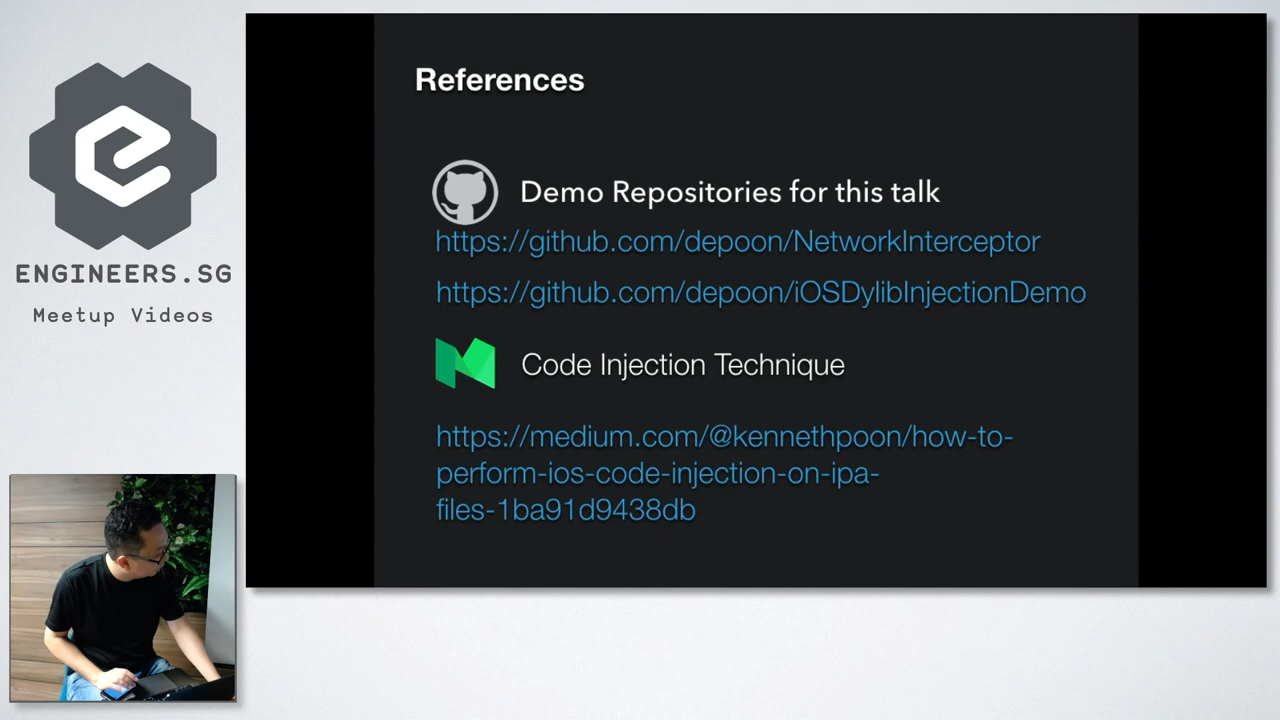 ENGINEERS.SG
Meetup Videos
References
Demo Repositories for this talk
https://github.com/depoon/NetworkInterceptor
https://github.com/depoon/iOSDylibInjectionDemo
Code Injection Technique
https://medium.com/@kennethpoon/how-to-
perform-ios-code-injection-on-ipa-
files-1ba91d9438db